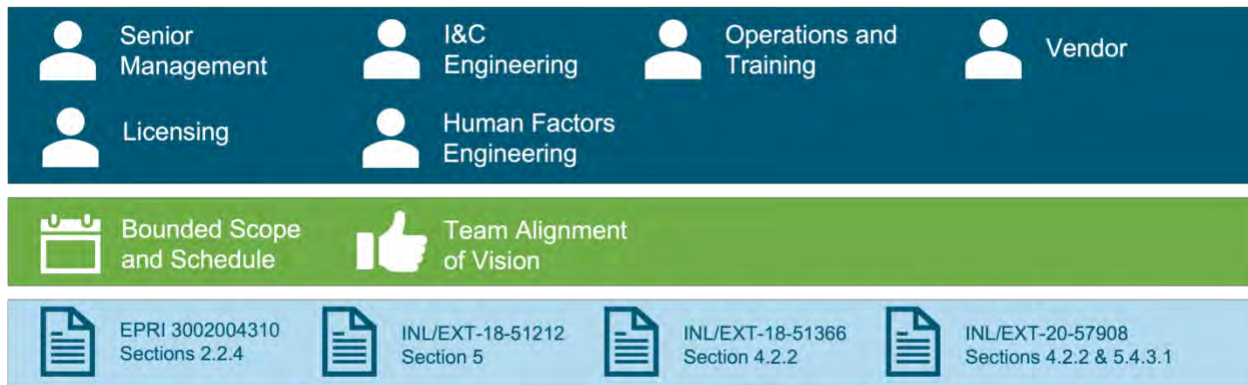 Senior
Management
I&C
Engineering
Operations and
Training
Vendor
Licensing
Human Factors
Engineering
Bounded Scope
and Schedule
Team Alignment
of Vision
EPRI 3002004310
Sections 2.2.4
INL/EXT-18-51212
Section 5
INL/EXT-18-51366
Section 4.2.2
INL/EXT-20-57908
Sections 4.2.2 & 5.4.3.1